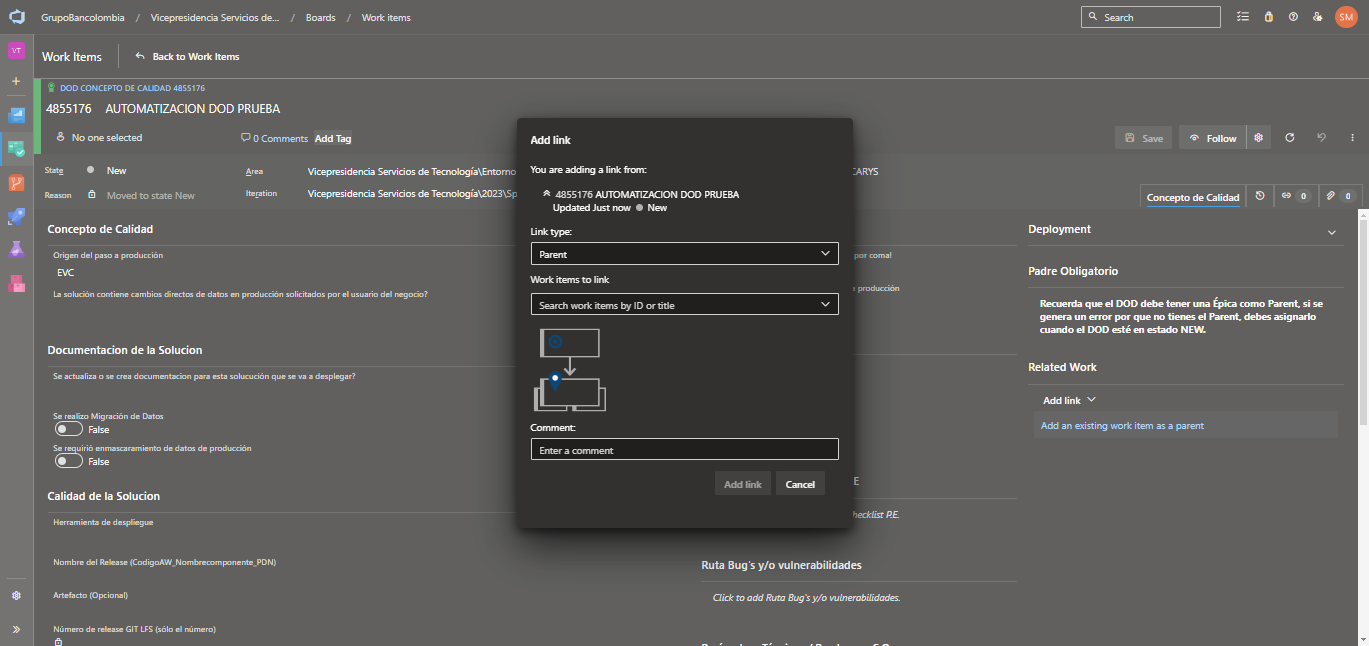 GrupoBancolombia / Vicepresidencia Servicios de... / Boards / Work items
Search
SM
VT
Work Items
Back to Work Items
DOD CONCEPTO DE CALIDAD 4855176
4855176 AUTOMATIZACION DOD PRUEBA
No one selected
0 Comments
Add Tag
Save
Follow
State
New
Area
Vicepresidencia Servicios de Tecnología\Entorno
CARYS
Reason
Moved to state New
Iteration
Vicepresidencia Servicios de Tecnología\2023\Sp
Concepto de Calidad
0
0
Concepto de Calidad
Origen del paso a producción
EVC
La solución contiene cambios directos de datos en producción solicitados por el usuario del negocio?
Documentacion de la Solucion
Se actualiza o se crea documentacion para esta solucución que se va a desplegar?
Se realizo Migración de Datos
False
Se requirió enmascaramiento de datos de producción
False
Calidad de la Solucion
Herramienta de despliegue
Nombre del Release (CodigoAW_Nombrecomponente_PDN)
Artefacto (Opcional)
Número de release GIT LFS (sólo el número)
Add link
You are adding a link from:
4855176 AUTOMATIZACION DOD PRUEBA
Updated Just now
New
Link type:
Parent
Work items to link
Search work items by ID or title
Comment:
Enter a comment
Add link
Cancel
por coma!
producción
E
hecklist P.E.
Ruta Bug's y/o vulnerabilidades
Click to add Ruta Bug's y/o vulnerabilidades.
Deployment
Padre Obligatorio
Recuerda que el DOD debe tener una Épica como Parent, si se
genera un error por que no tienes el Parent, debes asignarlo
cuando el DOD esté en estado NEW.
Related Work
Add link
Add an existing work item as a parent